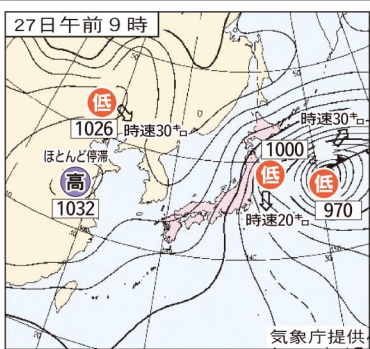 27日午前9時
低
1026
時速30㌔
ほとんど停滞
高
1032
時速30㌔
1000
低
時速20㌔
低
970
気象庁提供